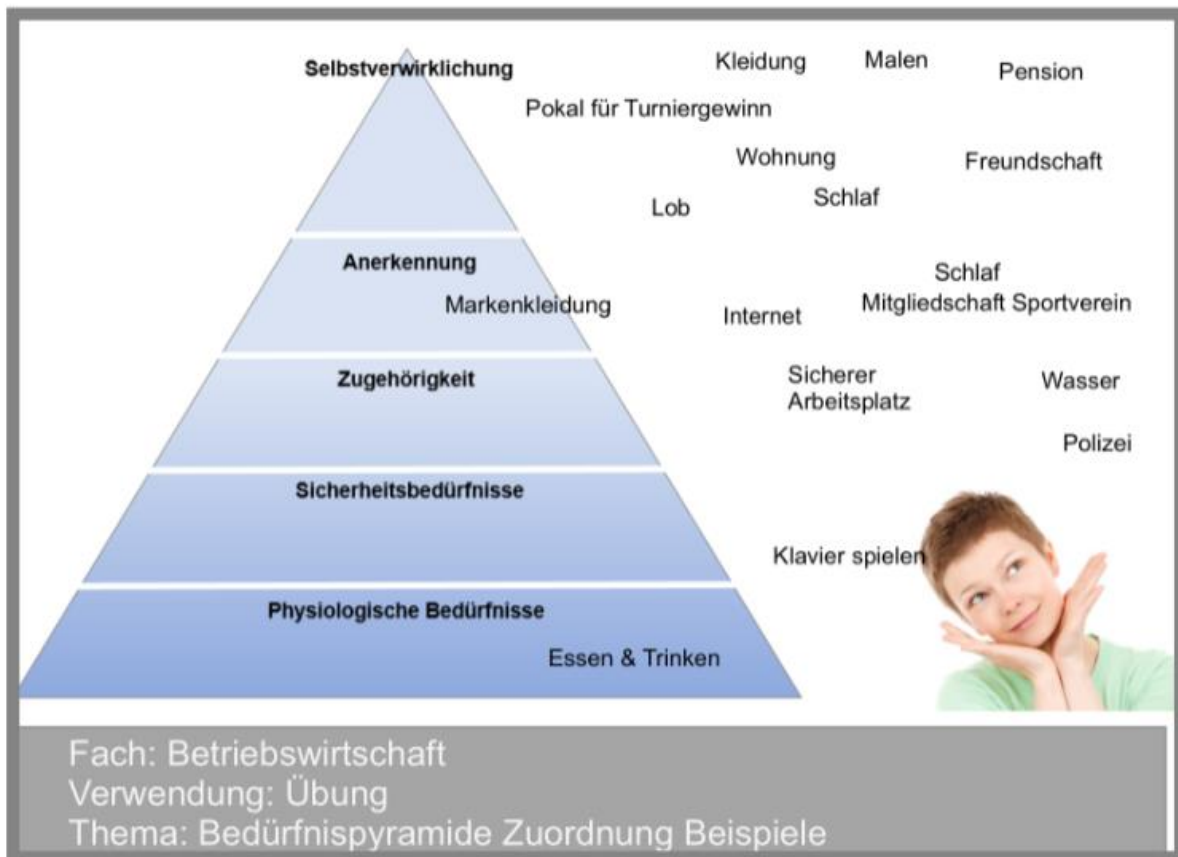 Selbstverwirklichung
Kleidung
Malen
Pension
Pokal für Turniergewinn
Wohnung
Freundschaft
Lob
Schlaf
Anerkennung
Schlaf
Markenkleidung
Internet
Mitgliedschaft Sportverein
Zugehörigkeit
Sicherer
Arbeitsplatz
Wasser
Polizei
Sicherheitsbedürfnisse
Klavier spielen
Physiologische Bedürfnisse
Essen & Trinken
Fach: Betriebswirtschaft
Verwendung: Übung
Thema: Bedürfnispyramide Zuordnung Beispiele